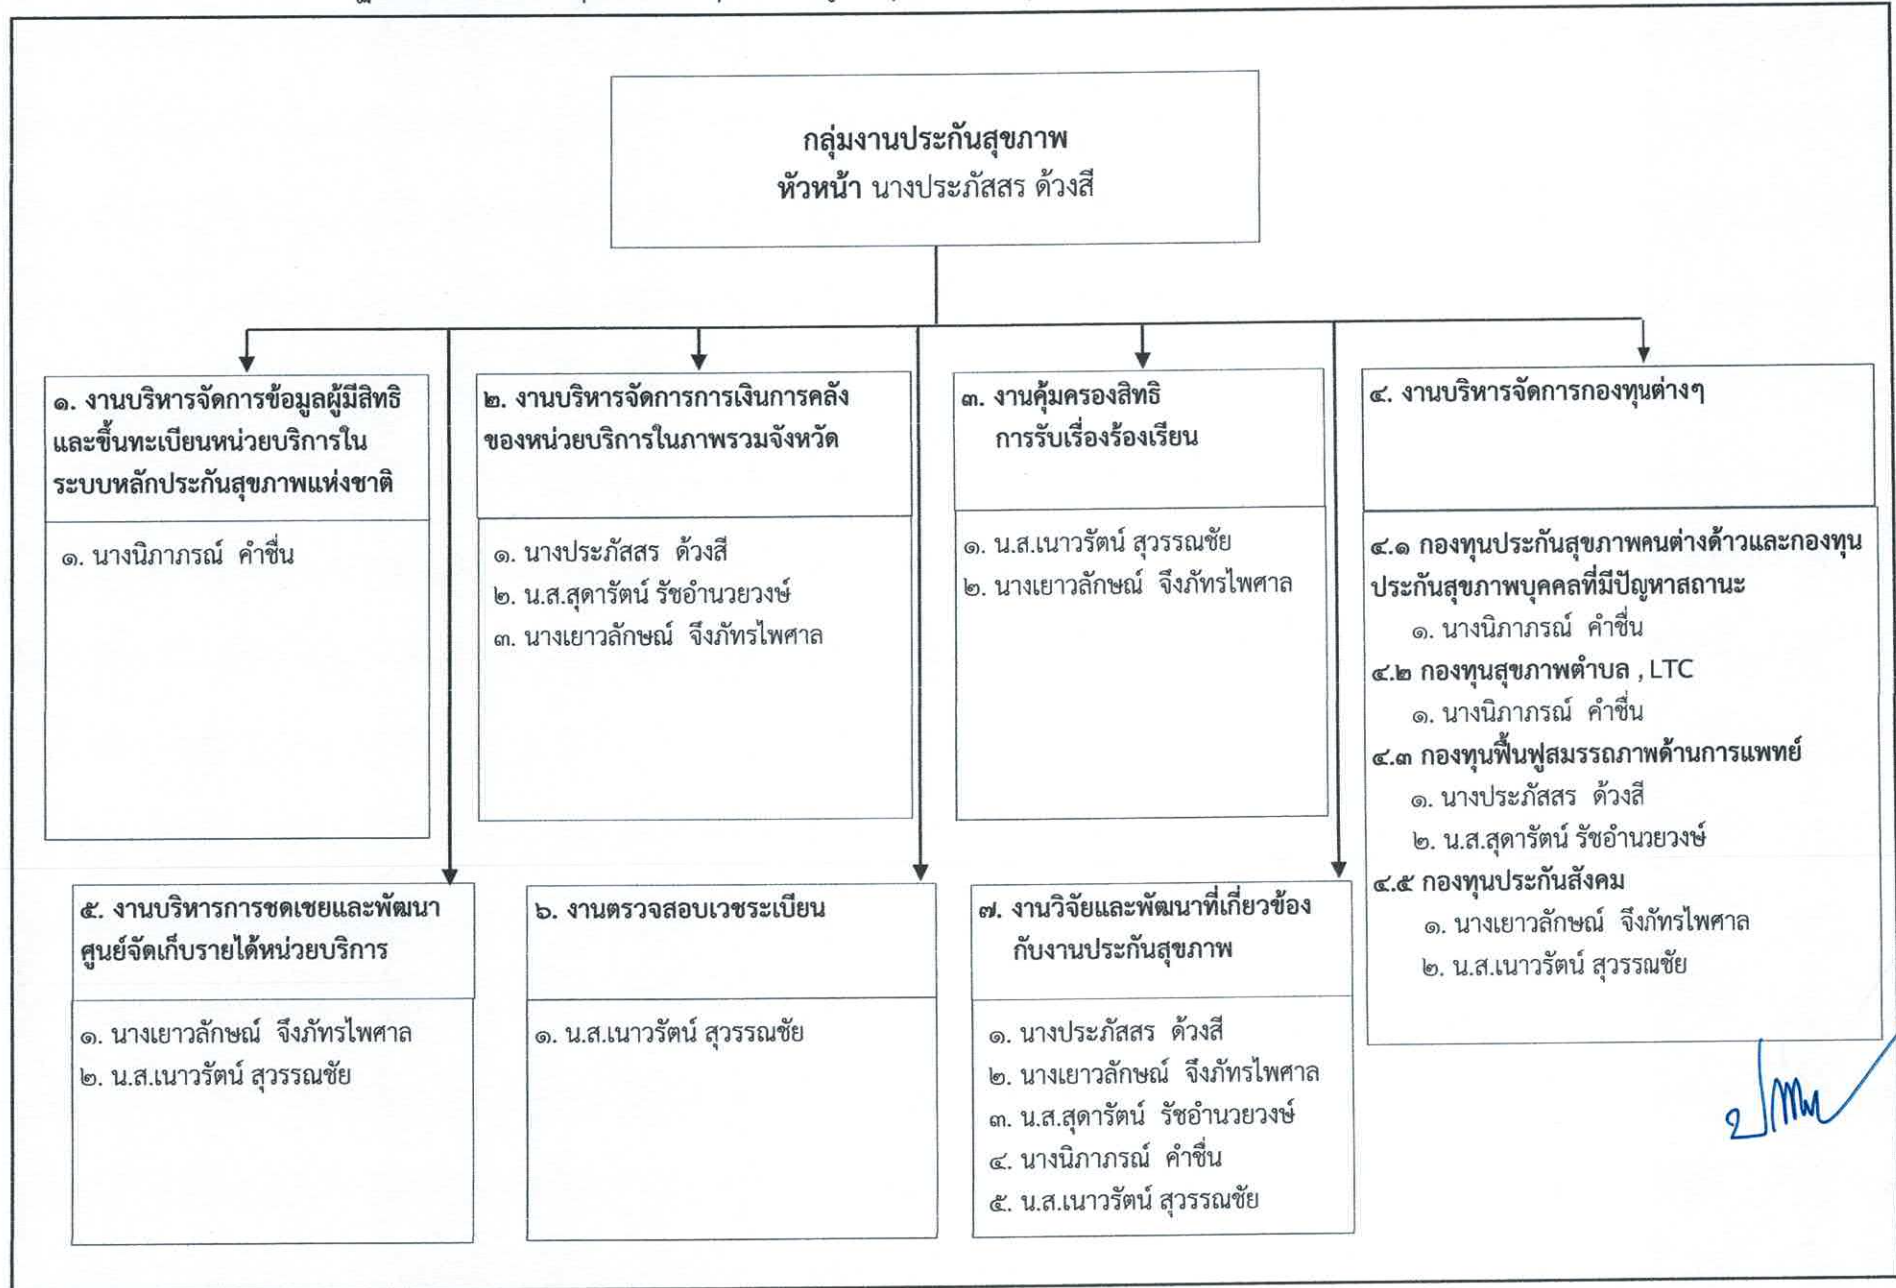 กลุ่มงานประกันสุขภาพ
หัวหน้า นางประภัสสร ด้วงสี
๑. งานบริหารจัดการข้อมูลผู้มีสิทธิ
และขึ้นทะเบียนหน่วยบริการใน
ระบบหลักประกันสุขภาพแห่งชาติ
๑. นางนิภาภรณ์ คำชื่น
๒. งานบริหารจัดการการเงินการคลัง
ของหน่วยบริการในภาพรวมจังหวัด
๑. นางประภัสสร ด้วงสี
๒. น.ส.สุดารัตน์ รัชอำนวยวงษ์
๓. นางเยาวลักษณ์ จึงภัทรไพศาล
๓. งานคุ้มครองสิทธิ
การรับเรื่องร้องเรียน
๑. น.ส.เนาวรัตน์ สุวรรณชัย
๒. นางเยาวลักษณ์ จึงภัทรไพศาล
๔. งานบริหารจัดการกองทุนต่างๆ
๔.๑ กองทุนประกันสุขภาพคนต่างด้าวและกองทุน
ประกันสุขภาพบุคคลที่มีปัญหาสถานะ
๑. นางนิภาภรณ์ คำชื่น
๔.๒ กองทุนสุขภาพตำบล , LTC
๑. นางนิภาภรณ์ คำชื่น
๔.๓ กองทุนฟื้นฟูสมรรถภาพด้านการแพทย์
๑. นางประภัสสร ด้วงสี
๒. น.ส.สุดารัตน์ รัชอำนวยวงษ์
๔.๕ กองทุนประกันสังคม
๑. นางเยาวลักษณ์ จึงภัทรไพศาล
๒. น.ส.เนาวรัตน์ สุวรรณชัย
๕. งานบริหารการชดเชยและพัฒนา
ศูนย์จัดเก็บรายได้หน่วยบริการ
๑. นางเยาวลักษณ์ จึงภัทรไพศาล
๒. น.ส.เนาวรัตน์ สุวรรณชัย
๖. งานตรวจสอบเวชระเบียน
๑. น.ส.เนาวรัตน์ สุวรรณชัย
๗. งานวิจัยและพัฒนาที่เกี่ยวข้อง
กับงานประกันสุขภาพ
๑. นางประภัสสร ด้วงสี
๒. นางเยาวลักษณ์ จึงภัทรไพศาล
๓. น.ส.สุดารัตน์ รัชอำนวยวงษ์
๔. นางนิภาภรณ์ คำชื่น
๕. น.ส.เนาวรัตน์ สุวรรณชัย